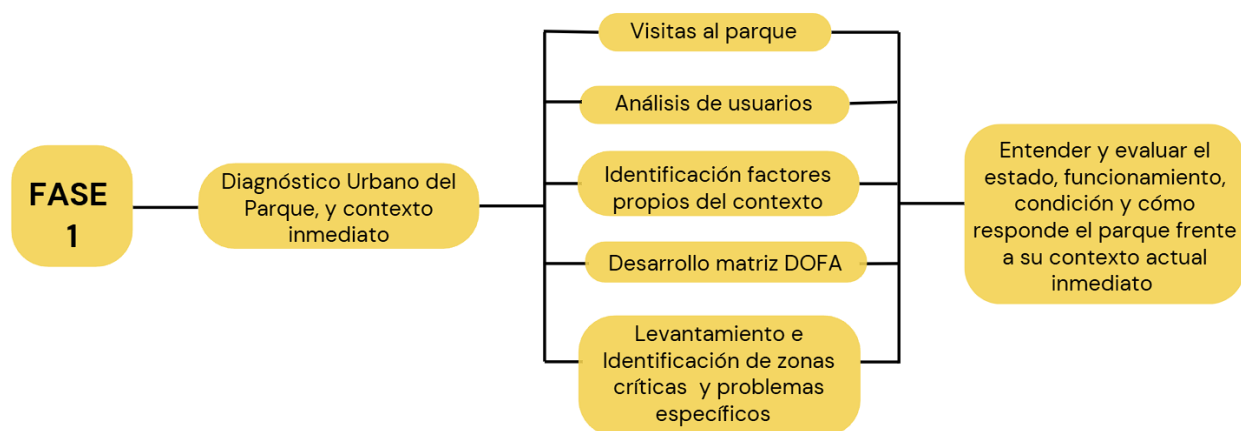 FASE
1
Diagnóstico Urbano del
Parque, y contexto
inmediato
Visitas al parque
Análisis de usuarios
Identificación factores
propios del contexto
Desarrollo matriz DOFA
Levantamiento e
Identificación de zonas
críticas y problemas
específicos
Entender y evaluar el
estado, funcionamiento,
condición y cómo
responde el parque frente
a su contexto actual
inmediato